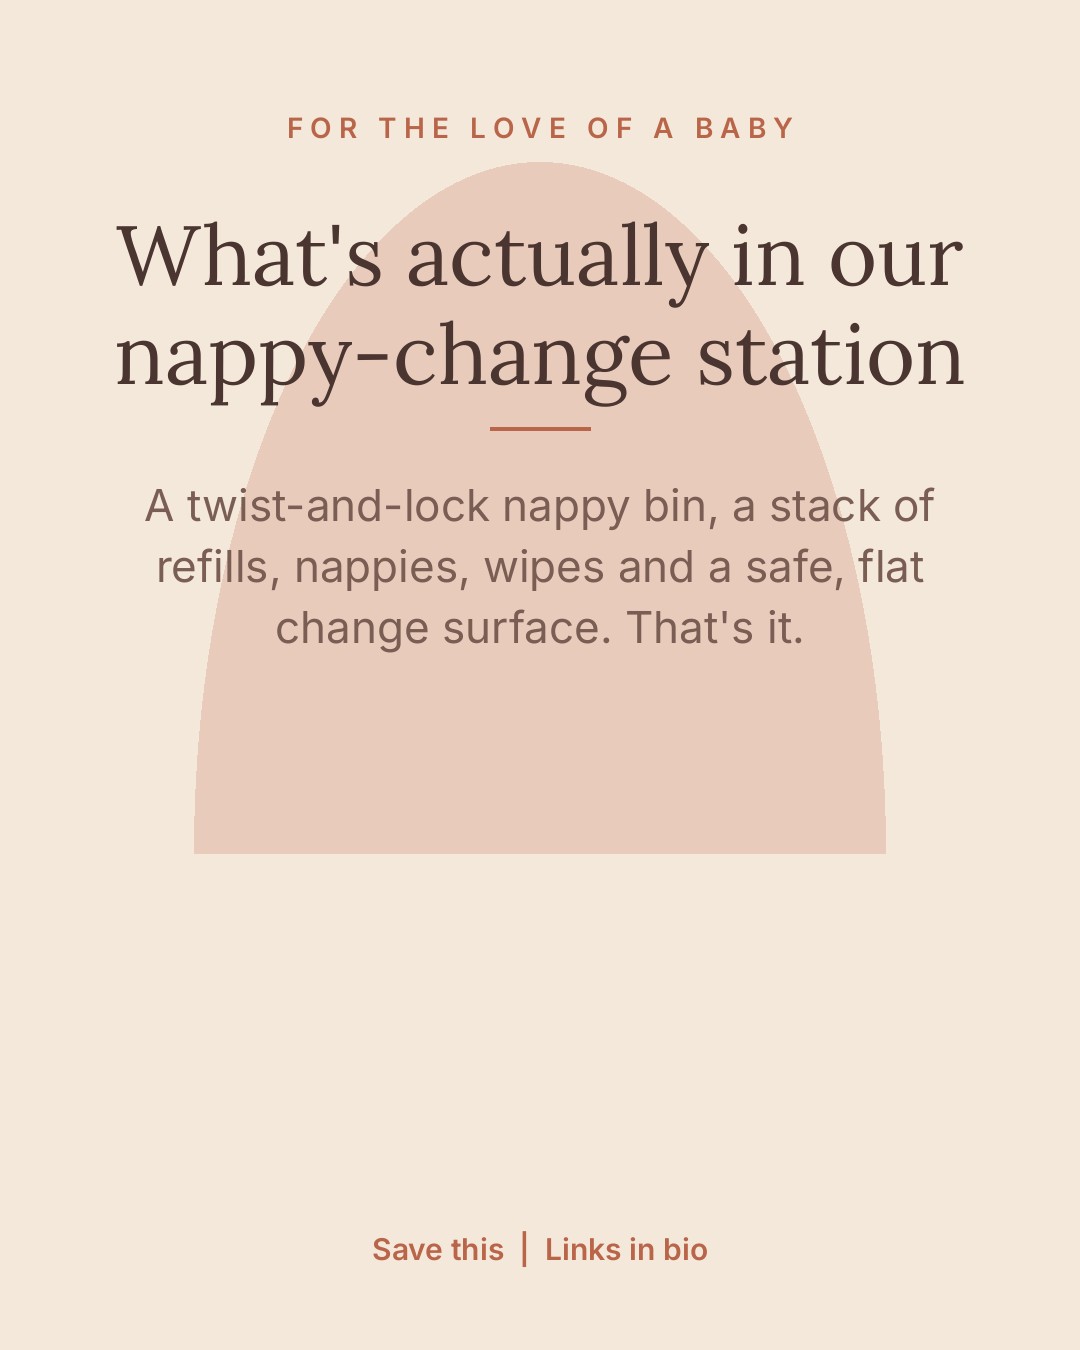 FOR THE LOVE OF A BABY
What's actually in our
nappy-change station
A twist-and-lock nappy bin, a stack of
refills, nappies, wipes and a safe, flat
change surface. That's it.
Save this | Links in bio